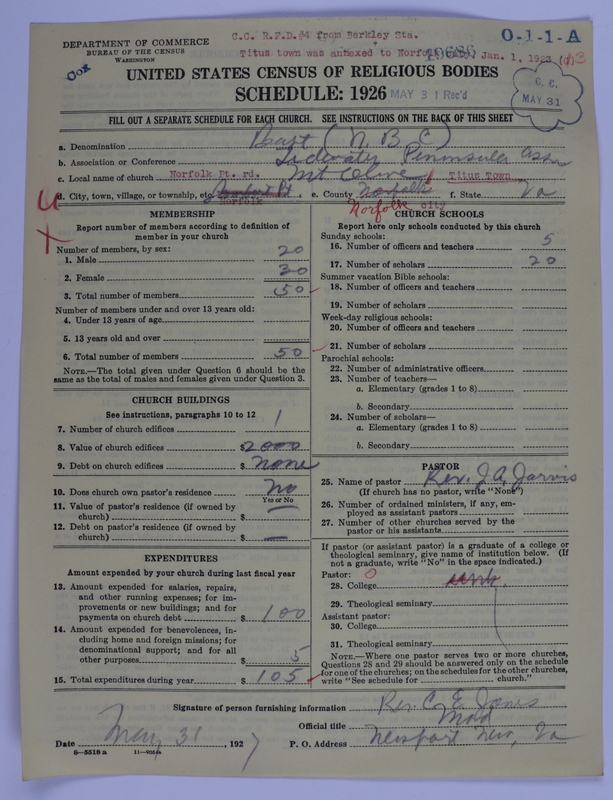 C.C. R.F.D.#4 from Berkley Sta.
O-1-1-A
DEPARTMENT OF COMMERCE
BUREAU OF THE CENSUS
WASHINGTON
Titus town was annexed to Norfolk Jan. 1, 1923
19686
Cox
UNITED STATES CENSUS OF RELIGIOUS BODIES
SCHEDULE: 1926
MAY 31 Rec'd
C. C.
MAY 31
FILL OUT A SEPARATE SCHEDULE FOR EACH CHURCH. SEE INSTRUCTIONS ON THE BACK OF THIS SHEET
a. Denomination Bapt (N. B. C)
b. Association or Conference Tidewater Peninsula Assn
c. Local name of church Norfolk Pt. rd. Mt Olive Titus Town
d. City, town, village, or township, etc. Norfolk e. County Norfolk f. State Va
Norfolk city
MEMBERSHIP
Report number of members according to definition of member in your church
Number of members, by sex:
1. Male 20
2. Female 30
3. Total number of members 50
Number of members under and over 13 years old:
4. Under 13 years of age
5. 13 years old and over
6. Total number of members 50
NOTE.—The total given under Question 6 should be the same as the total of males and females given under Question 3.
CHURCH BUILDINGS
See instructions, paragraphs 10 to 12
7. Number of church edifices 1
8. Value of church edifices $2000
9. Debt on church edifices $ none
10. Does church own pastor's residence No
Yes or No
11. Value of pastor's residence (if owned by church) $ —
12. Debt on pastor's residence (if owned by church) $ —
EXPENDITURES
Amount expended by your church during last fiscal year
13. Amount expended for salaries, repairs, and other running expenses; for improvements or new buildings; and for payments on church debt $ 100
14. Amount expended for benevolences, including home and foreign missions; for denominational support; and for all other purposes $ 5
15. Total expenditures during year $ 105
CHURCH SCHOOLS
Report here only schools conducted by this church
Sunday schools:
16. Number of officers and teachers 5
17. Number of scholars 20
Summer vacation Bible schools:
18. Number of officers and teachers
19. Number of scholars
Week-day religious schools:
20. Number of officers and teachers
21. Number of scholars
Parochial schools:
22. Number of administrative officers
23. Number of teachers—
a. Elementary (grades 1 to 8)
b. Secondary
24. Number of scholars—
a. Elementary (grades 1 to 8)
b. Secondary
PASTOR
25. Name of pastor Rev. J. A. Jarvis
(If church has no pastor, write "None")
26. Number of ordained ministers, if any, employed as assistant pastors
27. Number of other churches served by the pastor or his assistants
If pastor (or assistant pastor) is a graduate of a college or theological seminary, give name of institution below. (If not a graduate, write "No" in the space indicated.)
Pastor: 0
28. College
29. Theological seminary
Assistant pastor:
30. College
31. Theological seminary
NOTE.—Where one pastor serves two or more churches, Questions 28 and 29 should be answered only on the schedule for one of the churches; on the schedules for the other churches, write "See schedule for church."
Signature of person furnishing information Rev. C. E. Jones
Official title Mod
Date May 31, 1927 P. O. Address Newport News, Va
8—5518 a